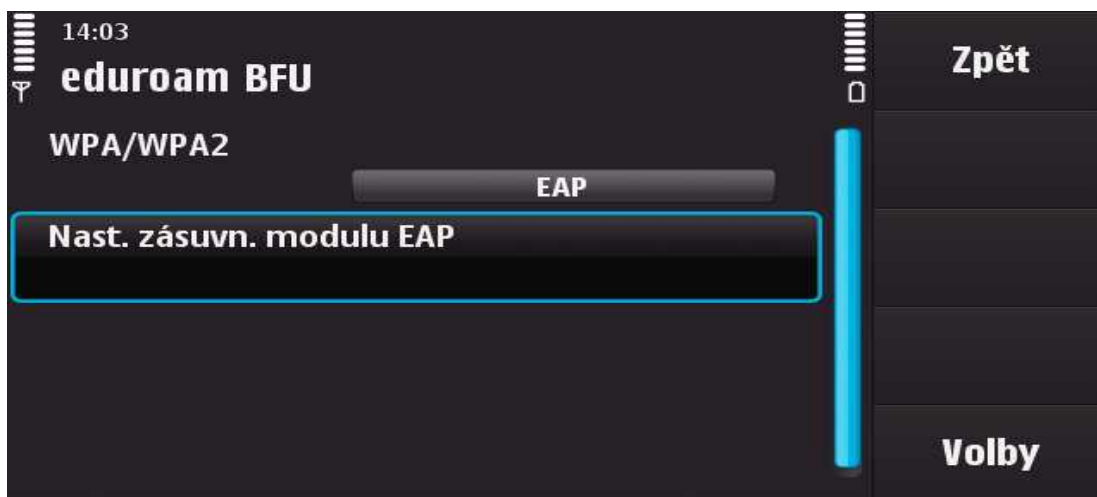 14:03
eduroam BFU
Zpět
WPA/WPA2
EAP
Nast. zásuvn. modulu EAP
Volby